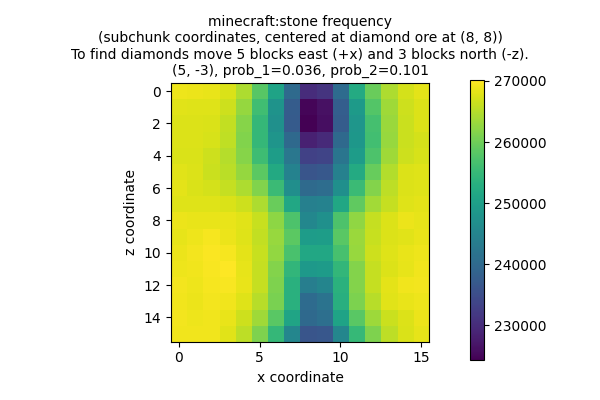 minecraft:stone frequency
(subchunk coordinates, centered at diamond ore at (8, 8))
To find diamonds move 5 blocks east (+x) and 3 blocks north (-z).
(5, -3), prob_1=0.036, prob_2=0.101
0
2
4
6
8
10
12
14
z coordinate
0
5
10
15
x coordinate
270000
260000
250000
240000
230000